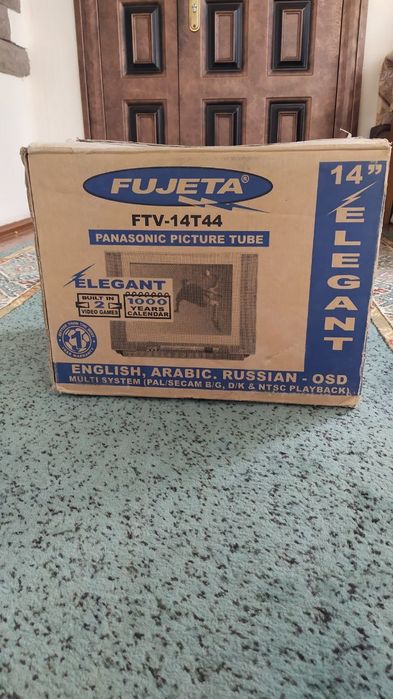 FUJETA®
FTV-14T44
PANASONIC PICTURE TUBE
14”
ELEGANT
ELEGANT
BUILT IN
2
VIDEO GAMES
1000
YEARS
CALENDAR
1
ENGLISH, ARABIC. RUSSIAN - OSD
MULTI SYSTEM (PAL/SECAM B/G, D/K & NTSC PLAYBACK)